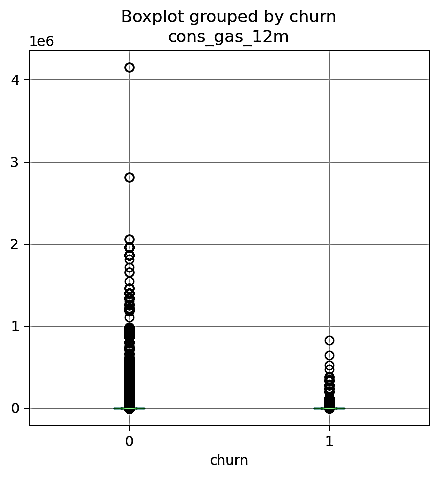 Boxplot grouped by churn
cons_gas_12m
1e6
4
3
2
1
0
0 1
churn